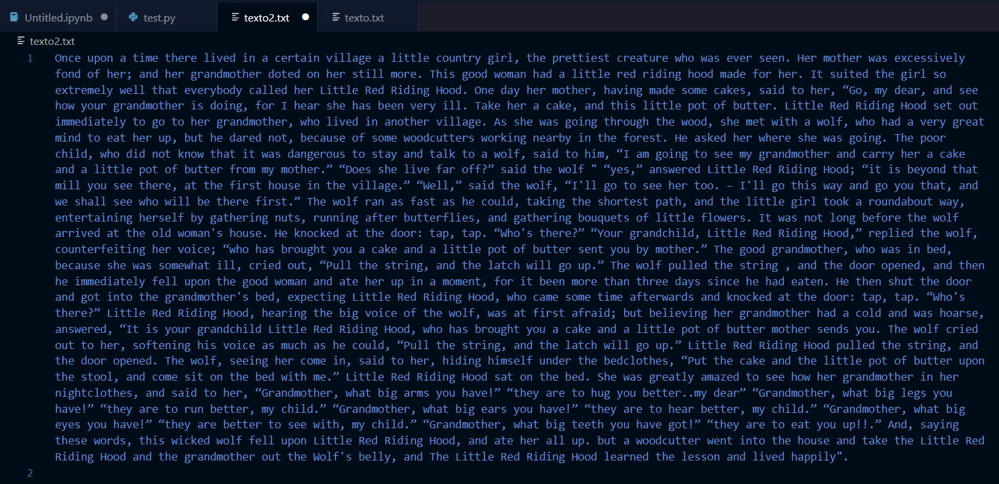 Untitled.ipynb
test.py
texto2.txt
texto.txt
texto2.txt
1
Once upon a time there lived in a certain village a little country girl, the prettiest creature who was ever seen. Her mother was excessively
fond of her; and her grandmother doted on her still more. This good woman had a little red riding hood made for her. It suited the girl so
extremely well that everybody called her Little Red Riding Hood. One day her mother, having made some cakes, said to her, “Go, my dear, and see
how your grandmother is doing, for I hear she has been very ill. Take her a cake, and this little pot of butter. Little Red Riding Hood set out
immediately to go to her grandmother, who lived in another village. As she was going through the wood, she met with a wolf, who had a very great
mind to eat her up, but he dared not, because of some woodcutters working nearby in the forest. He asked her where she was going. The poor
child, who did not know that it was dangerous to stay and talk to a wolf, said to him, “I am going to see my grandmother and carry her a cake
and a little pot of butter from my mother.” “Does she live far off?” said the wolf " “yes,” answered Little Red Riding Hood; “it is beyond that
mill you see there, at the first house in the village.” “Well,” said the wolf, “I'll go to see her too. – I'll go this way and go you that, and
we shall see who will be there first.” The wolf ran as fast as he could, taking the shortest path, and the little girl took a roundabout way,
entertaining herself by gathering nuts, running after butterflies, and gathering bouquets of little flowers. It was not long before the wolf
arrived at the old woman's house. He knocked at the door: tap, tap. “Who's there?” “Your grandchild, Little Red Riding Hood,” replied the wolf,
counterfeiting her voice; “who has brought you a cake and a little pot of butter sent you by mother.” The good grandmother, who was in bed,
because she was somewhat ill, cried out, “Pull the string, and the latch will go up.” The wolf pulled the string , and the door opened, and then
he immediately fell upon the good woman and ate her up in a moment, for it been more than three days since he had eaten. He then shut the door
and got into the grandmother's bed, expecting Little Red Riding Hood, who came some time afterwards and knocked at the door: tap, tap. “Who's
there?” Little Red Riding Hood, hearing the big voice of the wolf, was at first afraid; but believing her grandmother had a cold and was hoarse,
answered, “It is your grandchild Little Red Riding Hood, who has brought you a cake and a little pot of butter mother sends you. The wolf cried
out to her, softening his voice as much as he could, “Pull the string, and the latch will go up.” Little Red Riding Hood pulled the string, and
the door opened. The wolf, seeing her come in, said to her, hiding himself under the bedclothes, “Put the cake and the little pot of butter upon
the stool, and come sit on the bed with me.” Little Red Riding Hood sat on the bed. She was greatly amazed to see how her grandmother in her
nightclothes, and said to her, “Grandmother, what big arms you have!” “they are to hug you better..my dear” “Grandmother, what big legs you
have!” “they are to run better, my child.” “Grandmother, what big ears you have!” “they are to hear better, my child.” “Grandmother, what big
eyes you have!” “they are better to see with, my child.” “Grandmother, what big teeth you have got!” “they are to eat you up!!.” And, saying
these words, this wicked wolf fell upon Little Red Riding Hood, and ate her all up. but a woodcutter went into the house and take the Little Red
Riding Hood and the grandmother out the Wolf's belly, and The Little Red Riding Hood learned the lesson and lived happily".
2